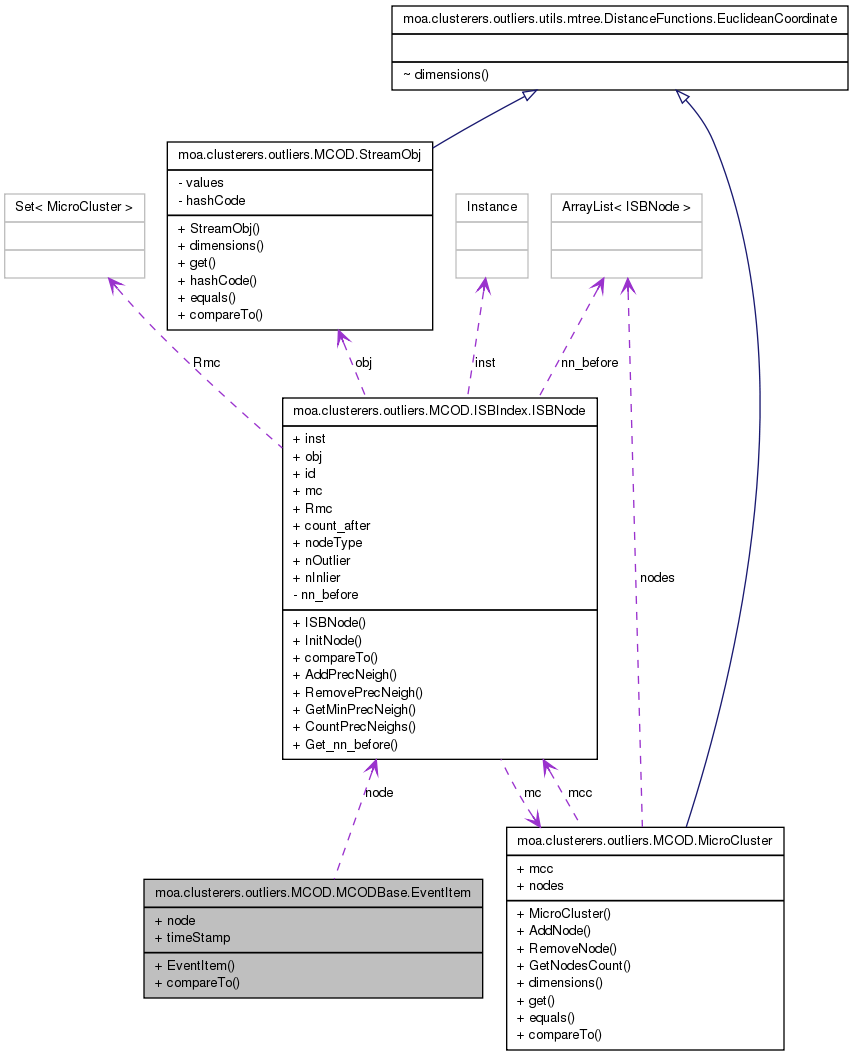 moa.clusterers.outliers.utils.mtree.DistanceFunctions.EuclideanCoordinate
~ dimensions()
moa.clusterers.outliers.MCOD.StreamObj
- values
- hashCode
+ StreamObj()
+ dimensions()
+ get()
+ hashCode()
+ equals()
+ compareTo()
Set< MicroCluster >
Instance
ArrayList< ISBNode >
Rmc
obj
inst
nn_before
moa.clusterers.outliers.MCOD.ISBIndex.ISBNode
+ inst
+ obj
+ id
+ mc
+ Rmc
+ count_after
+ nodeType
+ nOutlier
+ nInlier
- nn_before
+ ISBNode()
+ InitNode()
+ compareTo()
+ AddPrecNeigh()
+ RemovePrecNeigh()
+ GetMinPrecNeigh()
+ CountPrecNeighs()
+ Get_nn_before()
nodes
node
mc
mcc
moa.clusterers.outliers.MCOD.MCODBase.EventItem
+ node
+ timeStamp
+ EventItem()
+ compareTo()
moa.clusterers.outliers.MCOD.MicroCluster
+ mcc
+ nodes
+ MicroCluster()
+ AddNode()
+ RemoveNode()
+ GetNodesCount()
+ dimensions()
+ get()
+ equals()
+ compareTo()